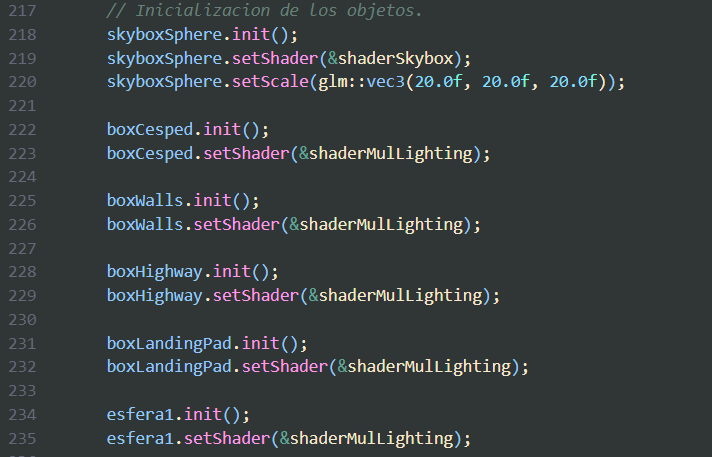 217 // Inicializacion de los objetos.
218 skyboxSphere.init();
219 skyboxSphere.setShader(&shaderSkybox);
220 skyboxSphere.setScale(glm::vec3(20.0f, 20.0f, 20.0f));
221
222 boxCesped.init();
223 boxCesped.setShader(&shaderMulLighting);
224
225 boxWalls.init();
226 boxWalls.setShader(&shaderMulLighting);
227
228 boxHighway.init();
229 boxHighway.setShader(&shaderMulLighting);
230
231 boxLandingPad.init();
232 boxLandingPad.setShader(&shaderMulLighting);
233
234 esfera1.init();
235 esfera1.setShader(&shaderMulLighting);